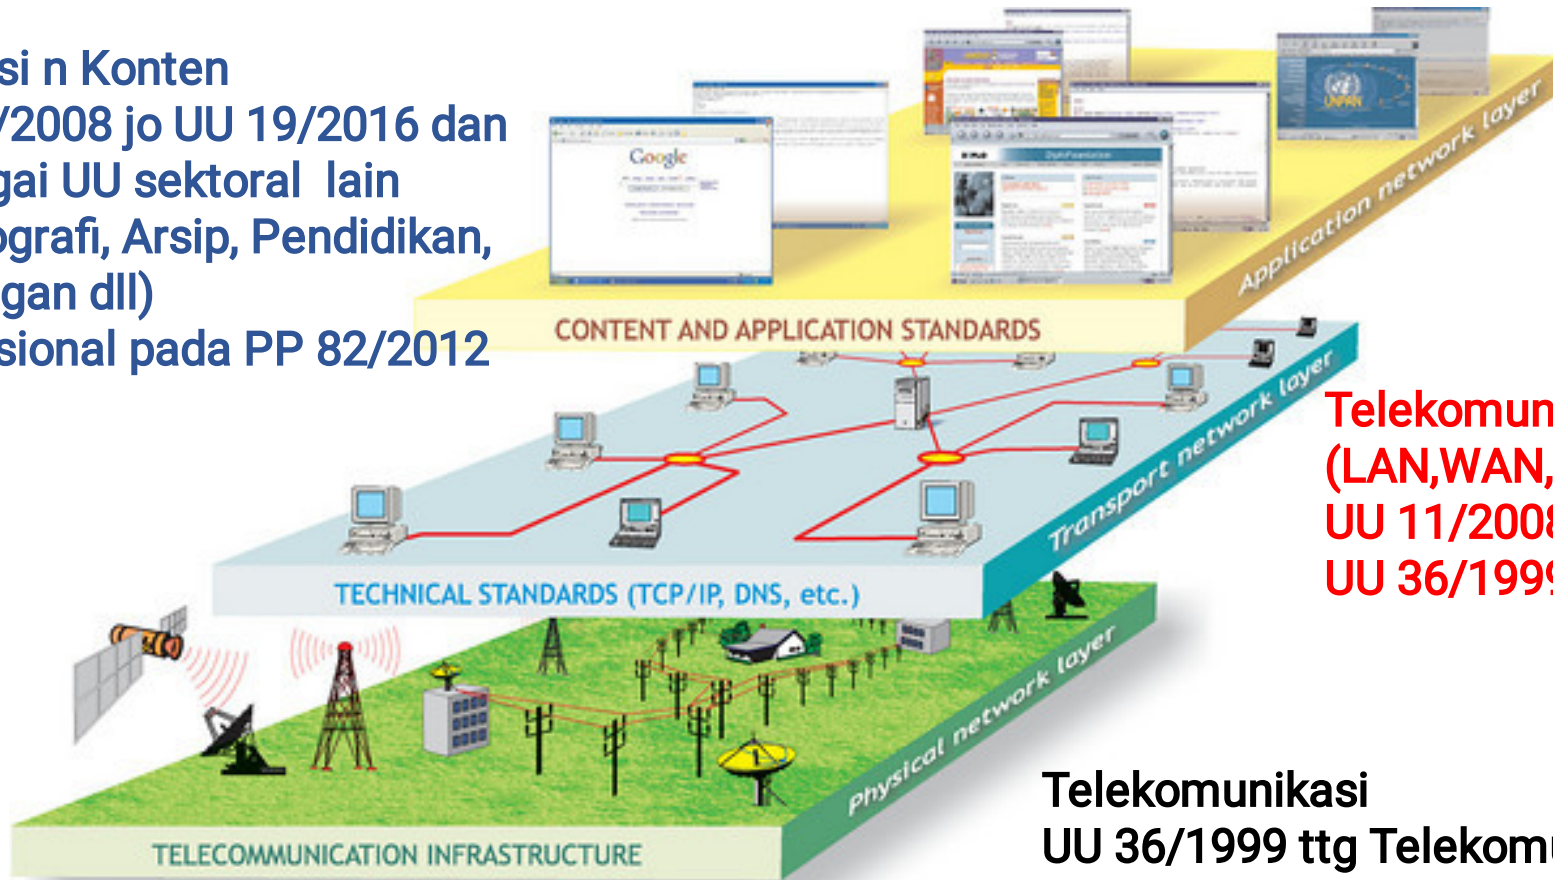 si n Konten
/2008 jo UU 19/2016 dan
gai UU sektoral lain
ografi, Arsip, Pendidikan,
gan dll)
sional pada PP 82/2012
Google
UNPAN
Application network layer
CONTENT AND APPLICATION STANDARDS
Transport network layer
Telekomun
(LAN,WAN,
UU 11/2008
UU 36/1999
TECHNICAL STANDARDS (TCP/IP, DNS, etc.)
Physical network layer
Telekomunikasi
UU 36/1999 ttg Telekomu
TELECOMMUNICATION INFRASTRUCTURE